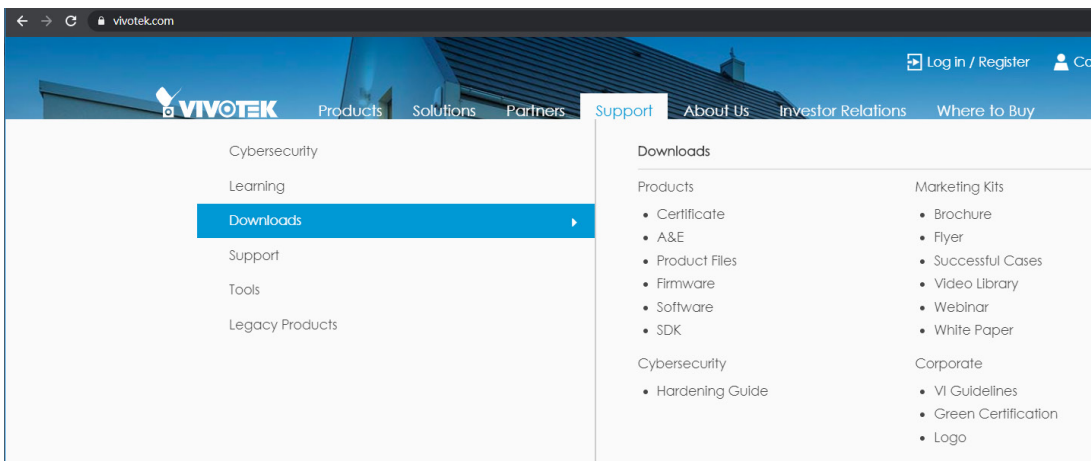 vivotek.com
Log in / Register
VIVOTEK Products Solutions Partners Support About Us Investor Relations Where to Buy
Cybersecurity
Learning
Downloads
Support
Tools
Legacy Products
Downloads
Products
• Certificate
• A&E
• Product Files
• Firmware
• Software
• SDK
Cybersecurity
• Hardening Guide
Marketing Kits
• Brochure
• Flyer
• Successful Cases
• Video Library
• Webinar
• White Paper
Corporate
• VI Guidelines
• Green Certification
• Logo